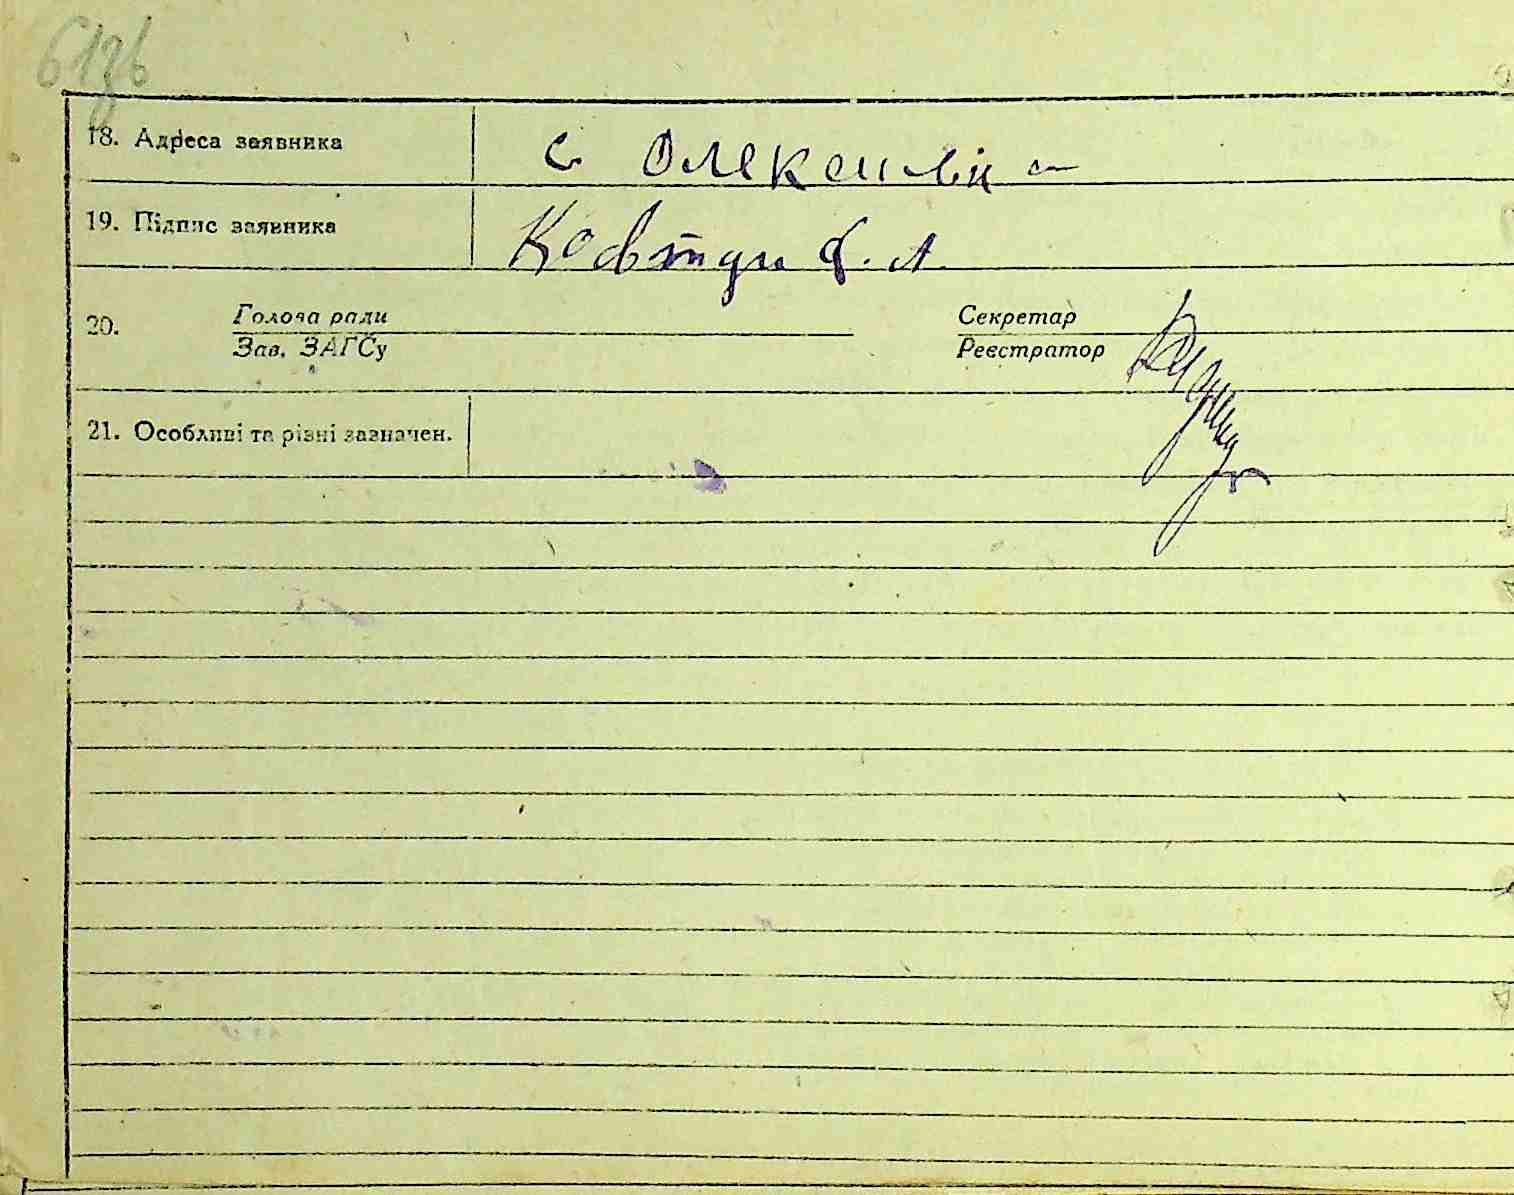 61зв
18. Адреса заявника с Олексіївка
19. Підпис заявника Ковтун
20. Голова ради Секретар
Зав. ЗАГСу Реєстратор
21. Особливі та різні зазначен.